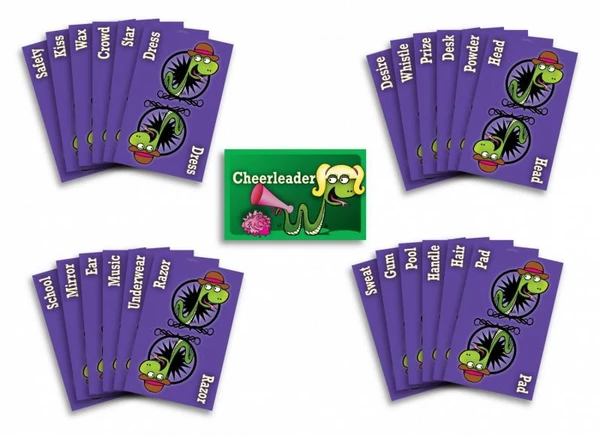 Safety
Kiss
Wax
Crowd
Star
Dress
Dress
Desire
Whistle
Prize
Desk
Powder
Head
Head
Cheerleader
School
Mirror
Ear
Music
Underwear
Razor
Razor
Sweat
Gum
Pool
Handle
Hair
Pad
Pad